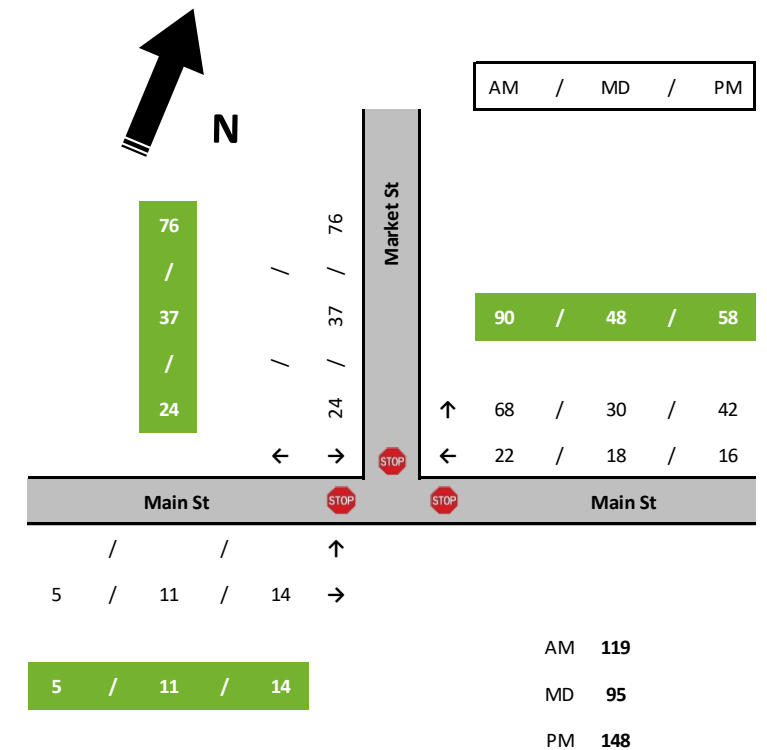 AM / MD / PM
N
Market St
76 / 37 / 24
/ /
76 / 37 / 24
90 / 48 / 58
↑ 68 / 30 / 42
← → STOP ← 22 / 18 / 16
Main St STOP STOP Main St
/ / ↑
5 / 11 / 14 →
5 / 11 / 14
AM 119
MD 95
PM 148